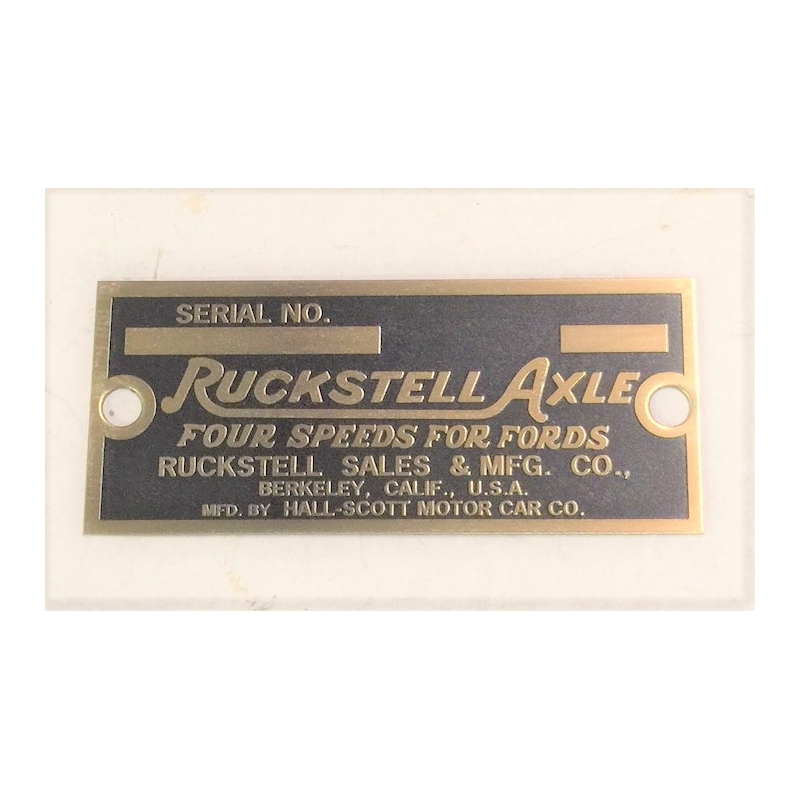 SERIAL NO.
RUCKSTELL AXLE
FOUR SPEEDS FOR FORDS
RUCKSTELL SALES & MFG. CO.,
BERKELEY, CALIF., U.S.A.
MFD. BY HALL-SCOTT MOTOR CAR CO.